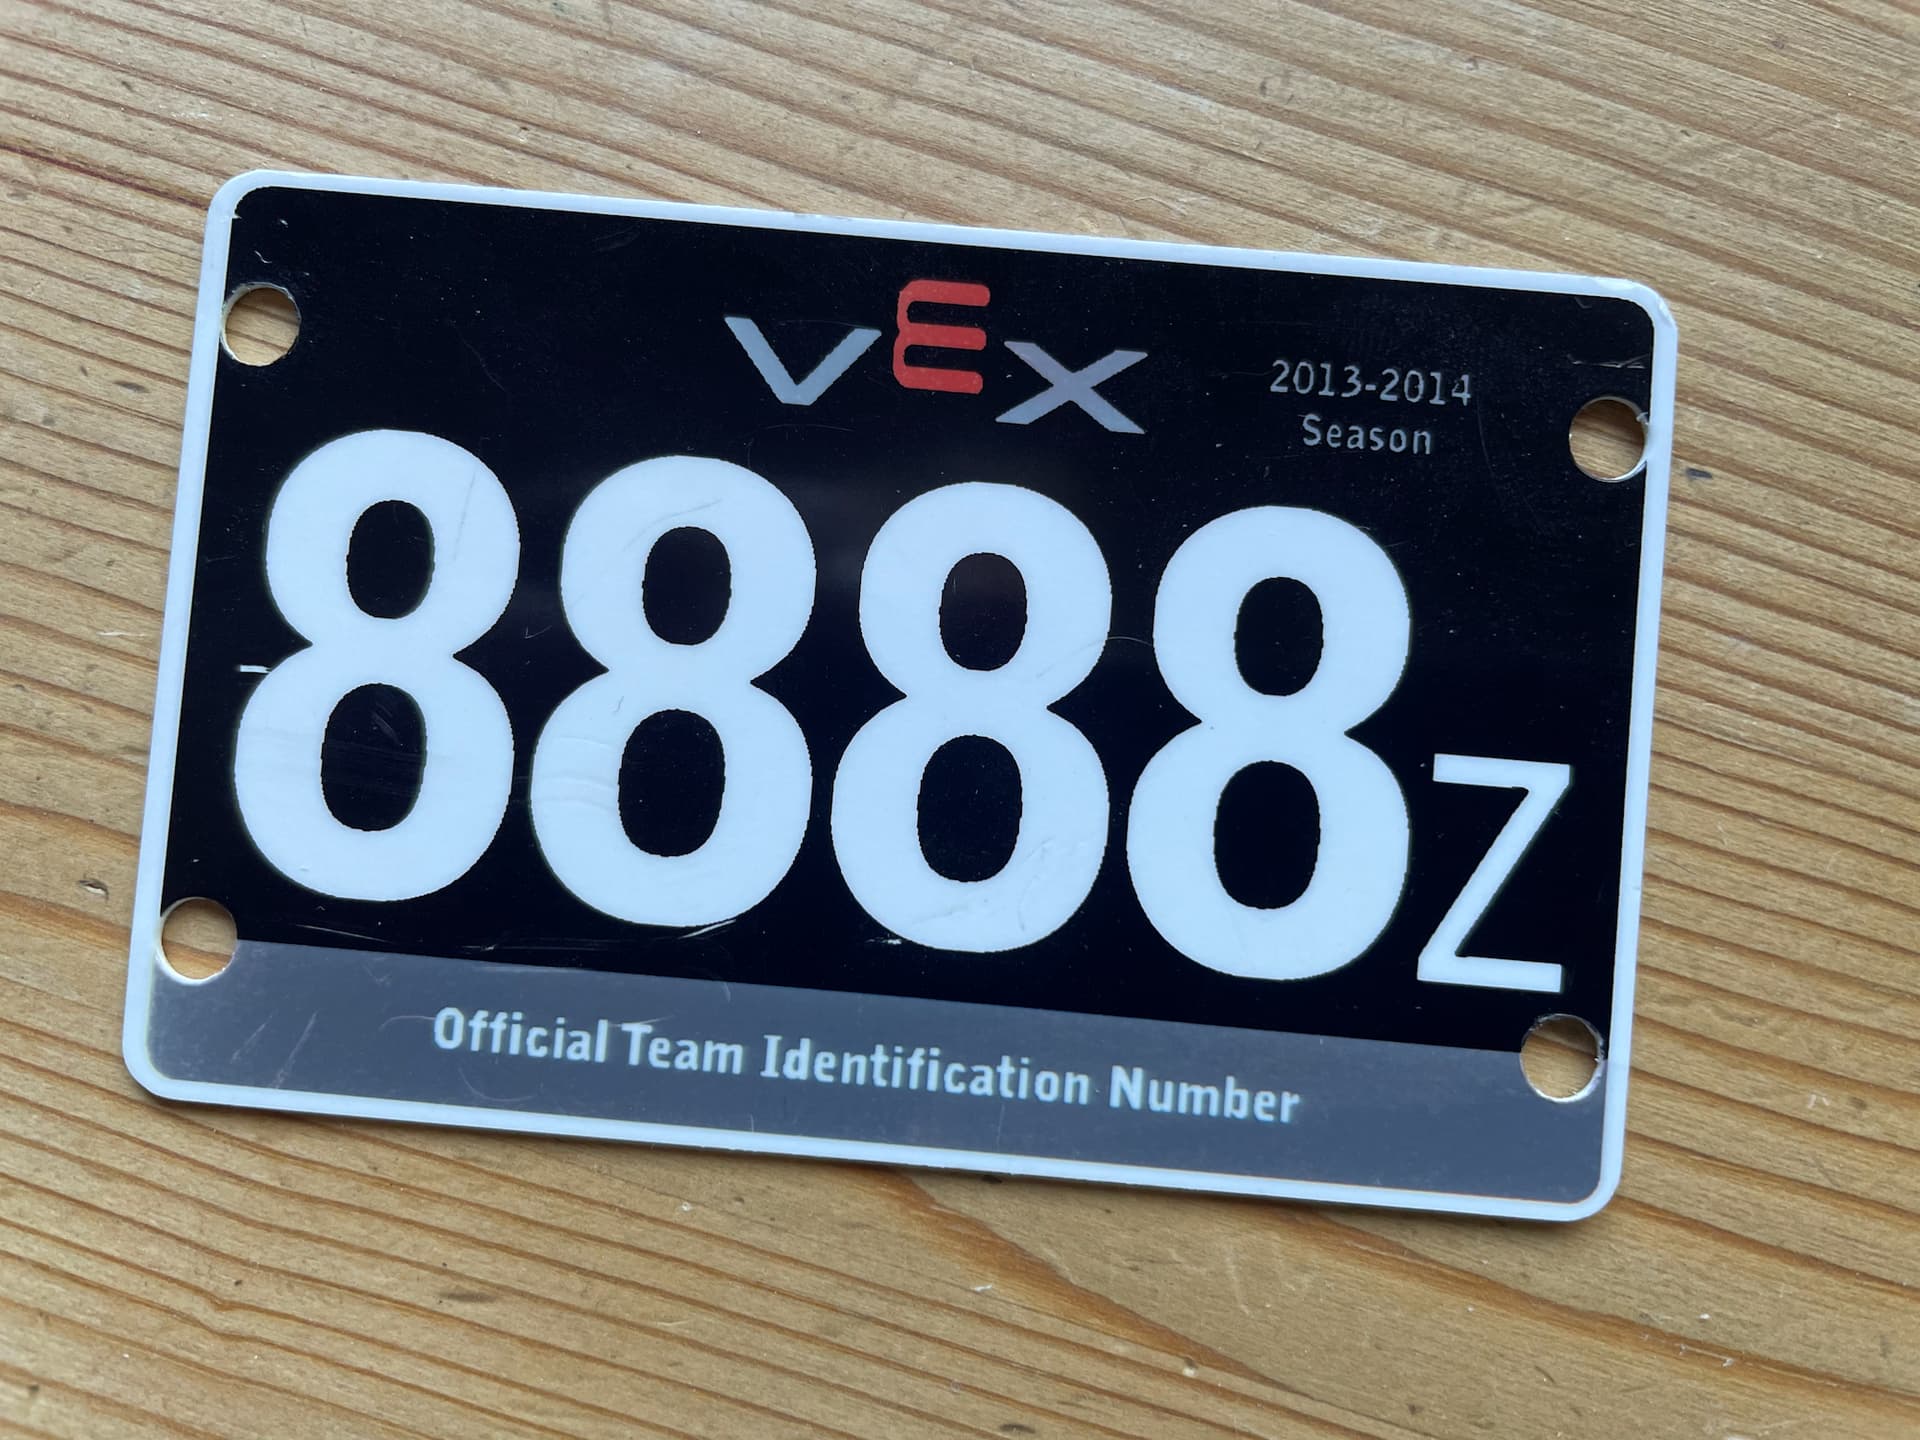 VEX
2013-2014
Season
8888Z
Official Team Identification Number